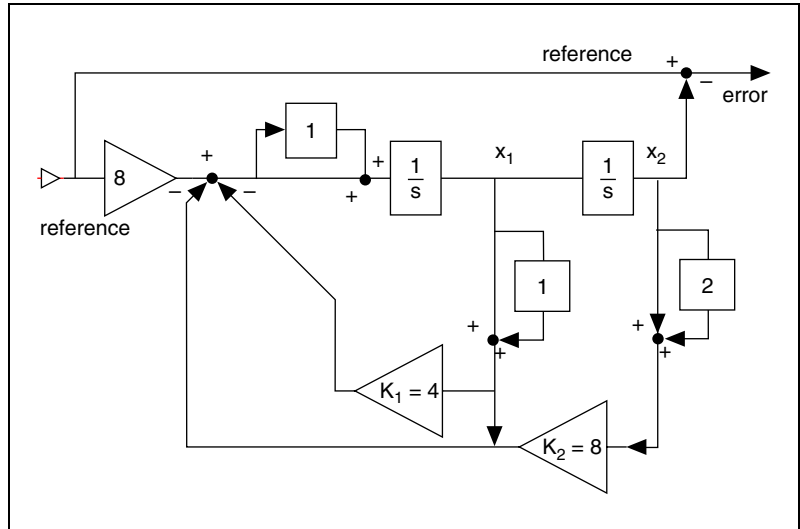 reference
+
−
error
1
8
+
−
−
+
+
1
s
x₁
1
s
x₂
reference
1
2
+
+
+
+
K₁ = 4
K₂ = 8